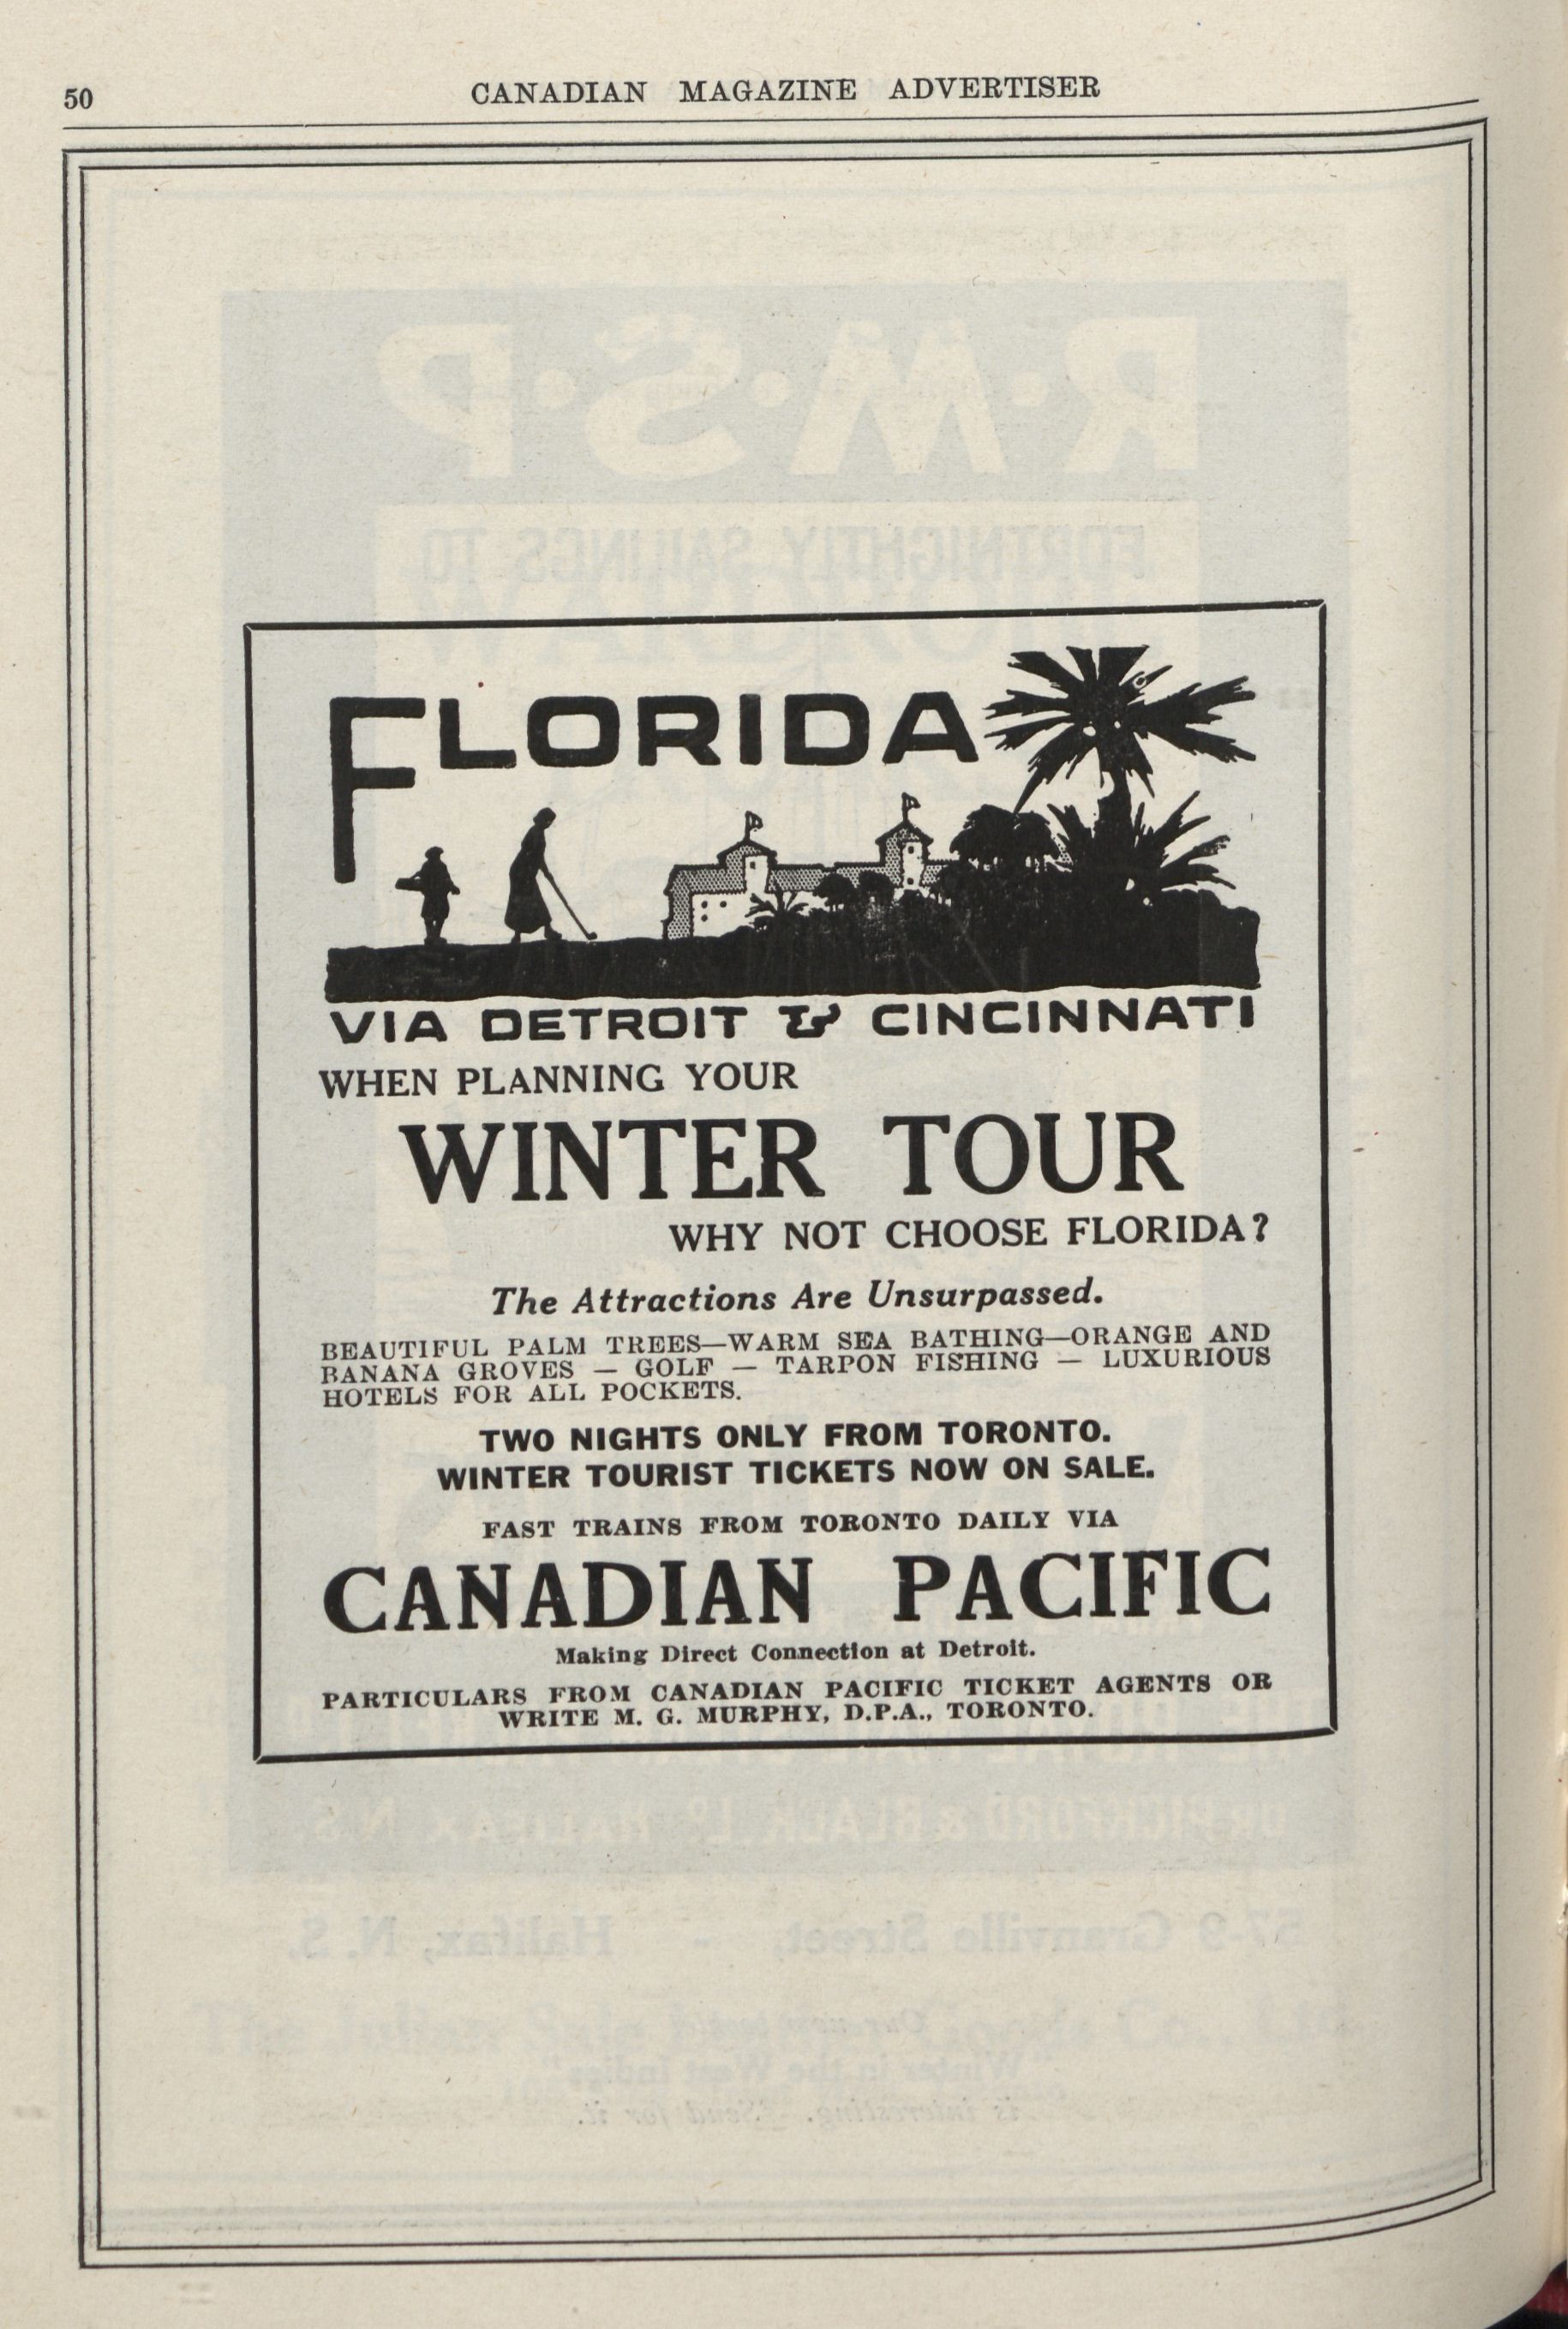 50
CANADIAN MAGAZINE ADVERTISER
FLORIDA
VIA DETROIT & CINCINNATI
WHEN PLANNING YOUR
WINTER TOUR
WHY NOT CHOOSE FLORIDA?
The Attractions Are Unsurpassed.
BEAUTIFUL PALM TREES—WARM SEA BATHING—ORANGE AND
BANANA GROVES — GOLF — TARPON FISHING — LUXURIOUS
HOTELS FOR ALL POCKETS.
TWO NIGHTS ONLY FROM TORONTO.
WINTER TOURIST TICKETS NOW ON SALE.
FAST TRAINS FROM TORONTO DAILY VIA
CANADIAN PACIFIC
Making Direct Connection at Detroit.
PARTICULARS FROM CANADIAN PACIFIC TICKET AGENTS OR
WRITE M. G. MURPHY, D.P.A., TORONTO.